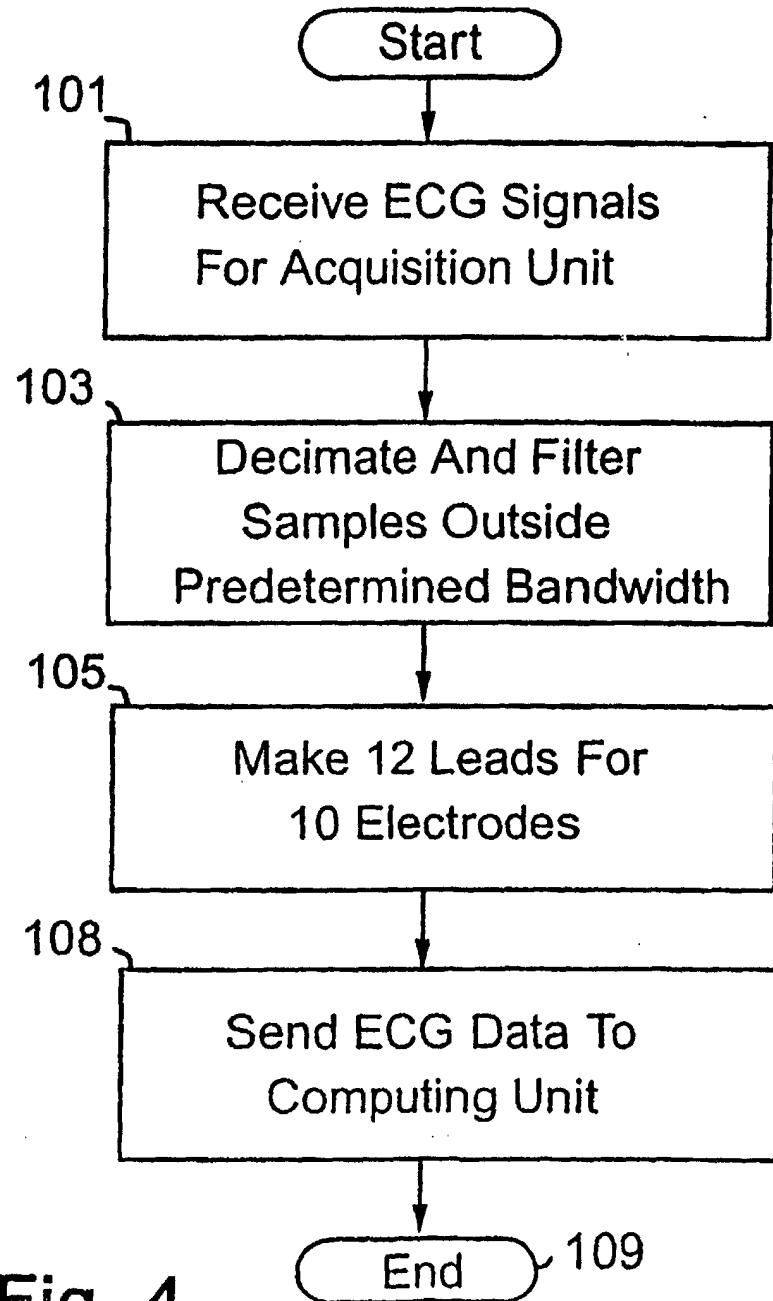 Start
101
Receive ECG Signals
For Acquisition Unit
103
Decimate And Filter
Samples Outside
Predetermined Bandwidth
105
Make 12 Leads For
10 Electrodes
108
Send ECG Data To
Computing Unit
End
109
Fig. 4